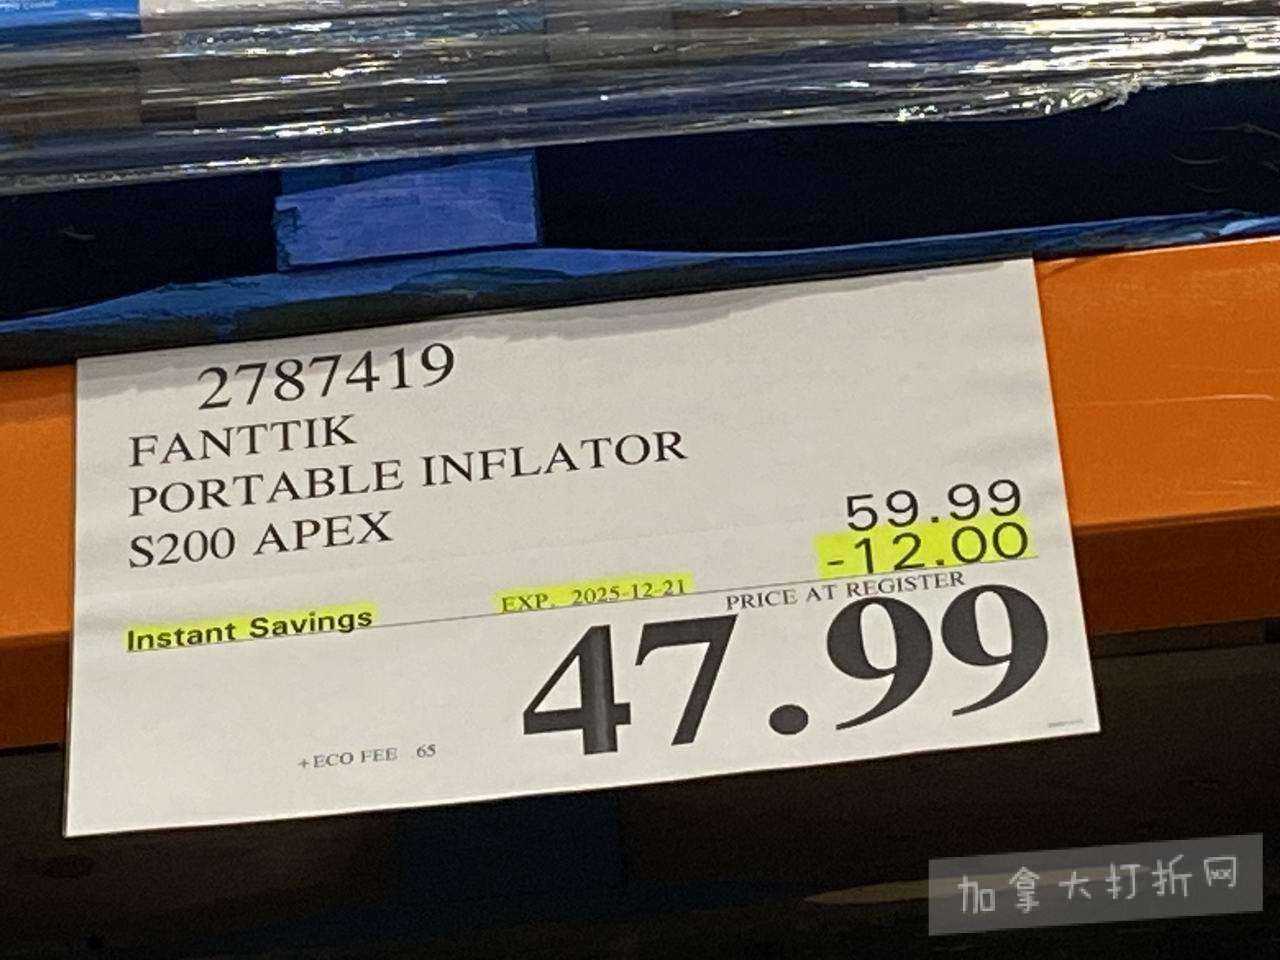 2787419
FANTTIK
PORTABLE INFLATOR
S200 APEX
59.99
-12.00
Instant Savings
EXP. 2025-12-21
PRICE AT REGISTER
47.99
+ECO FEE .65
加拿大打折网